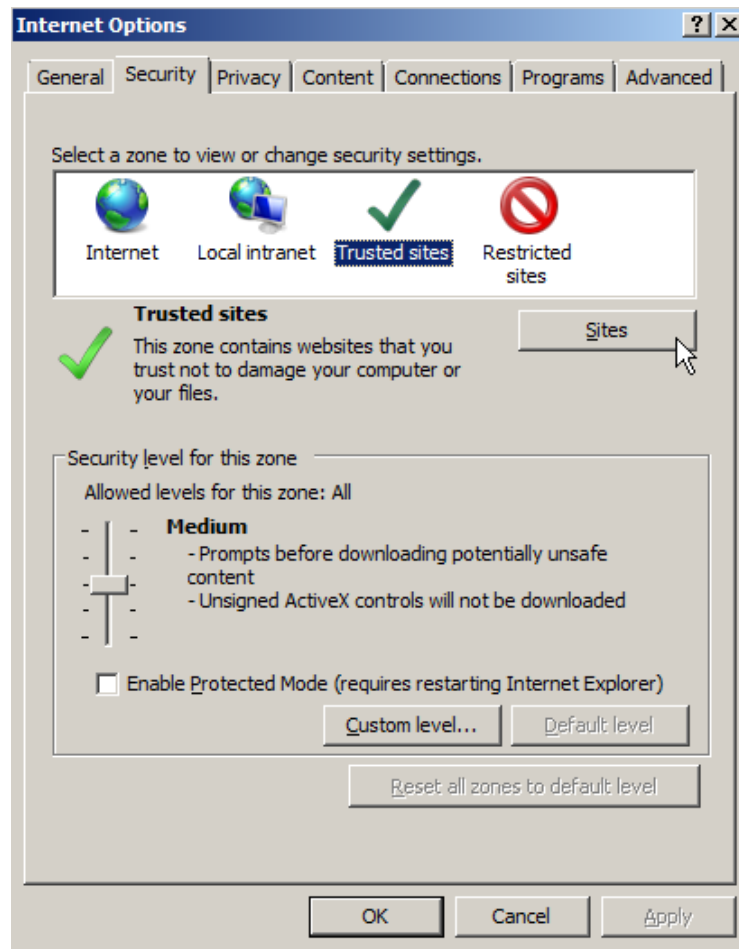 Internet Options
General Security Privacy Content Connections Programs Advanced
Select a zone to view or change security settings.
Internet Local intranet Trusted sites Restricted
sites
Trusted sites
Sites
This zone contains websites that you
trust not to damage your computer or
your files.
Security level for this zone
Allowed levels for this zone: All
Medium
- Prompts before downloading potentially unsafe
content
- Unsigned ActiveX controls will not be downloaded
Enable Protected Mode (requires restarting Internet Explorer)
Custom level... Default level
Reset all zones to default level
OK Cancel Apply